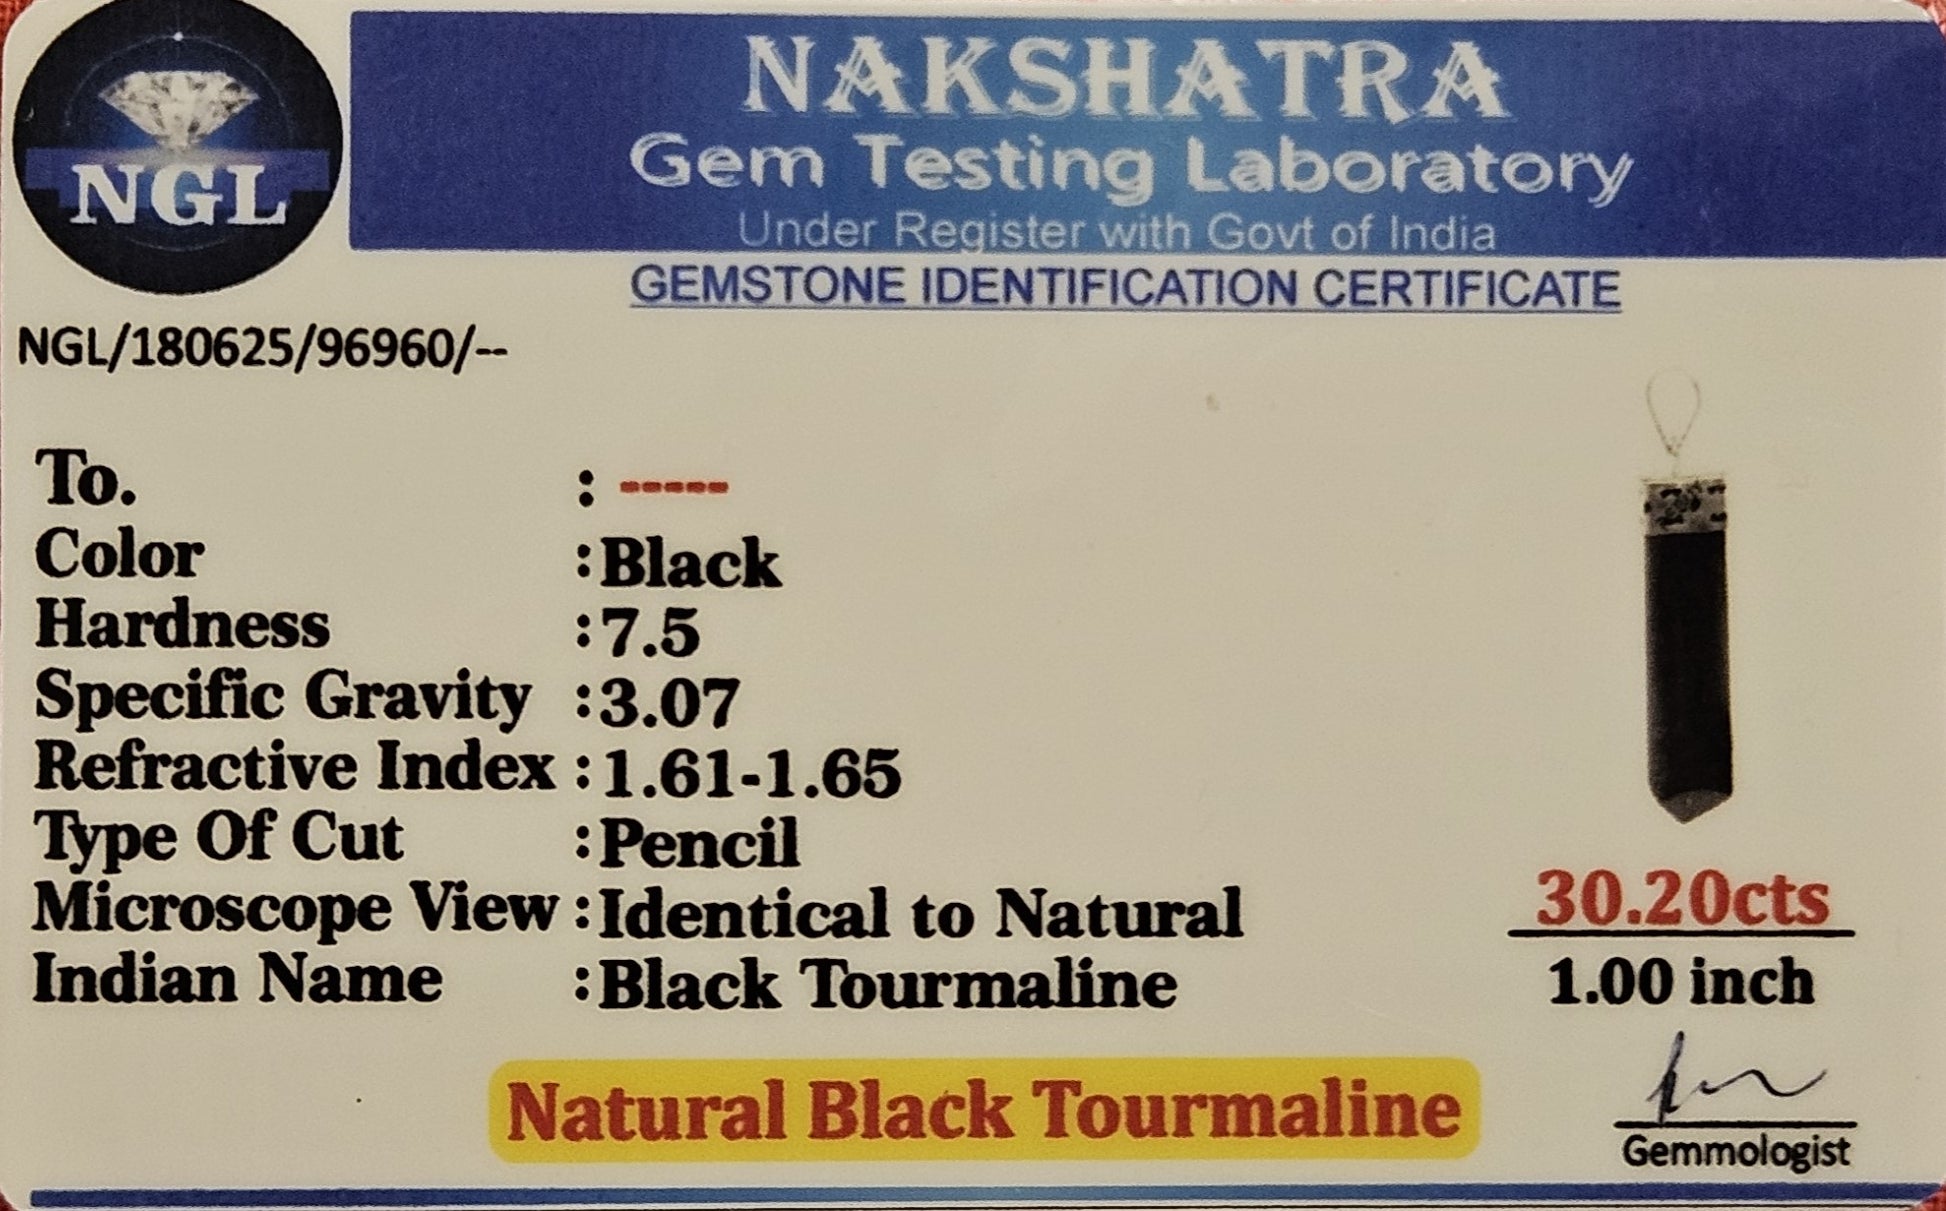 NGL
NAKSHATRA
Gem Testing Laboratory
Under Register with Govt of India
GEMSTONE IDENTIFICATION CERTIFICATE
NGL/180625/96960/--
To. : -----
Color :Black
Hardness :7.5
Specific Gravity :3.07
Refractive Index :1.61-1.65
Type Of Cut :Pencil
Microscope View :Identical to Natural
Indian Name :Black Tourmaline
30.20cts
1.00 inch
Natural Black Tourmaline
Gemmologist